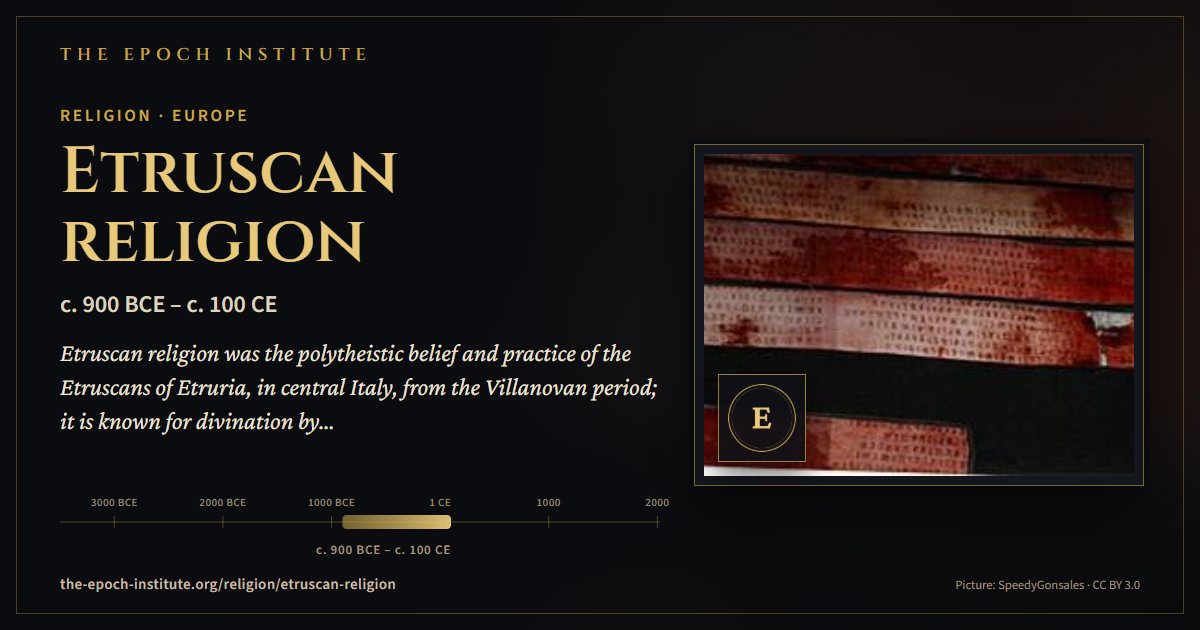 THE EPOCH INSTITUTE
RELIGION · EUROPE
ETRUSCAN
RELIGION
c. 900 BCE – c. 100 CE
Etruscan religion was the polytheistic belief and practice of the
Etruscans of Etruria, in central Italy, from the Villanovan period;
it is known for divination by...
E
3000 BCE 2000 BCE 1000 BCE 1 CE 1000 2000
c. 900 BCE – c. 100 CE
the-epoch-institute.org/religion/etruscan-religion
Picture: SpeedyGonsales · CC BY 3.0